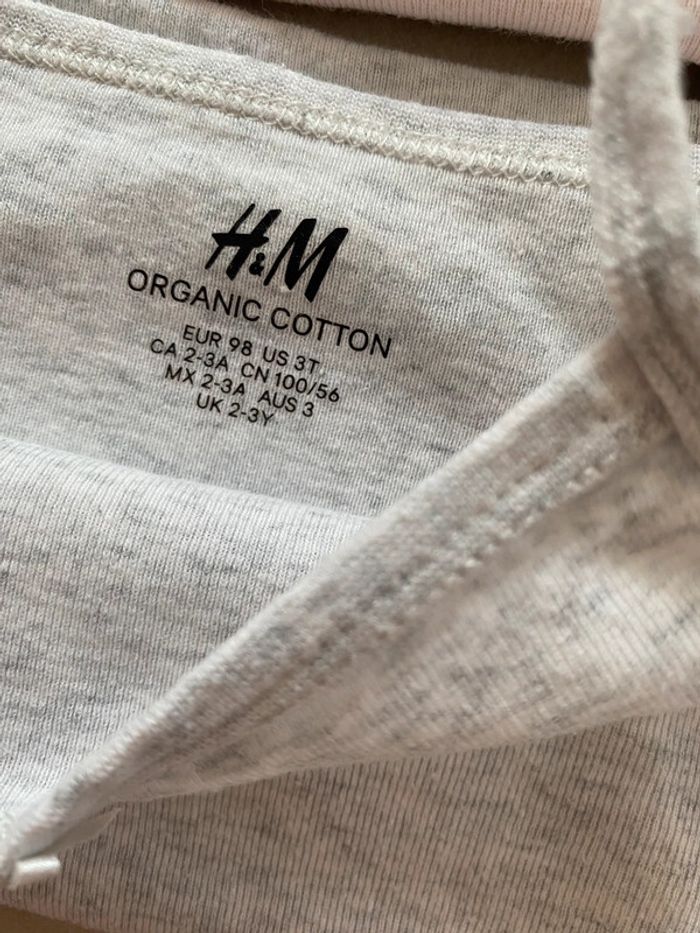 H&M
ORGANIC COTTON
EUR 98 US 3T
CA 2-3A CN 100/56
MX 2-3A AUS 3
UK 2-3Y